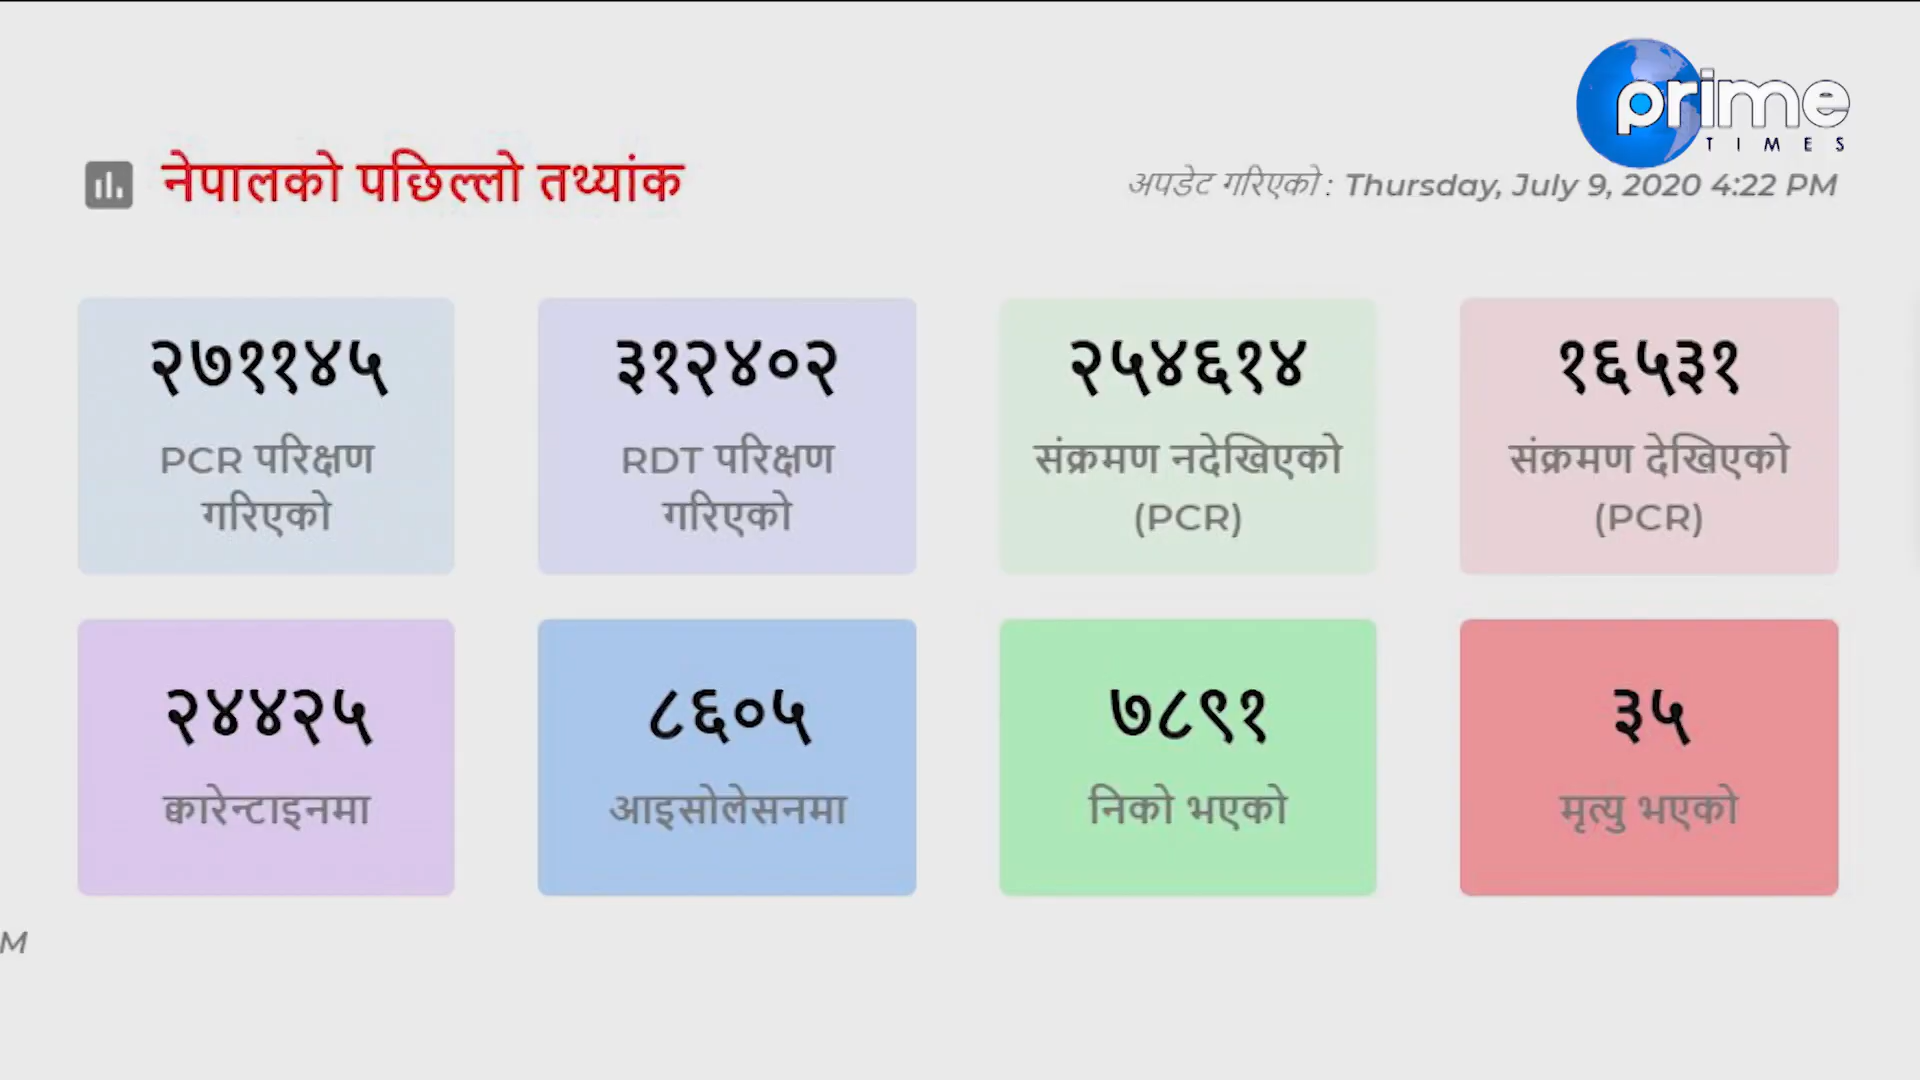 prime
TIMES
नेपालको पछिल्लो तथ्यांक
अपडेट गरिएको : Thursday, July 9, 2020 4:22 PM
२७११४५
PCR परिक्षण
गरिएको
३१२४०२
RDT परिक्षण
गरिएको
२५४६१४
संक्रमण नदेखिएको
(PCR)
१६५३१
संक्रमण देखिएको
(PCR)
२४४२५
क्वारेन्टाइनमा
८६०५
आइसोलेसनमा
७८९१
निको भएको
३५
मृत्यु भएको
M